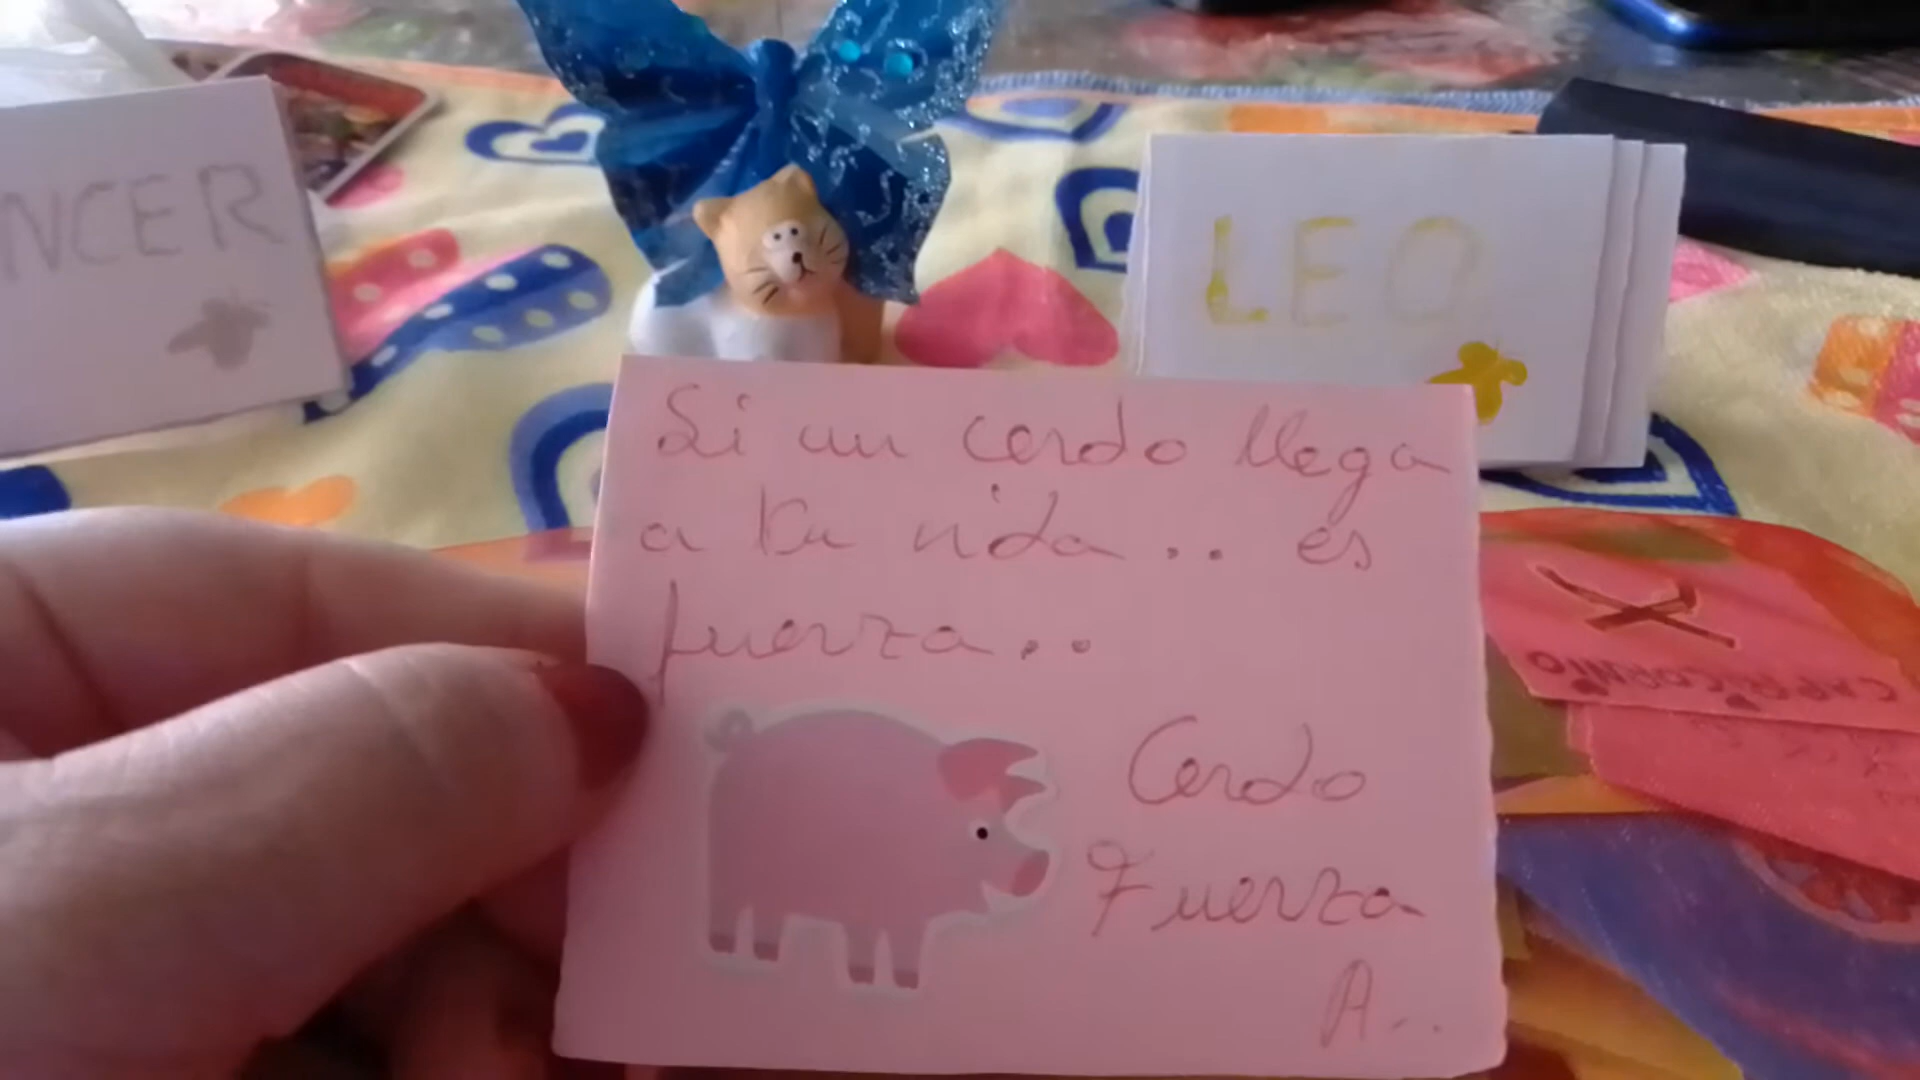 NCER
LEO
Si un cerdo llega
a tu vida.. es
fuerza..
Cerdo
Fuerza
A..
CAPRICORNIO